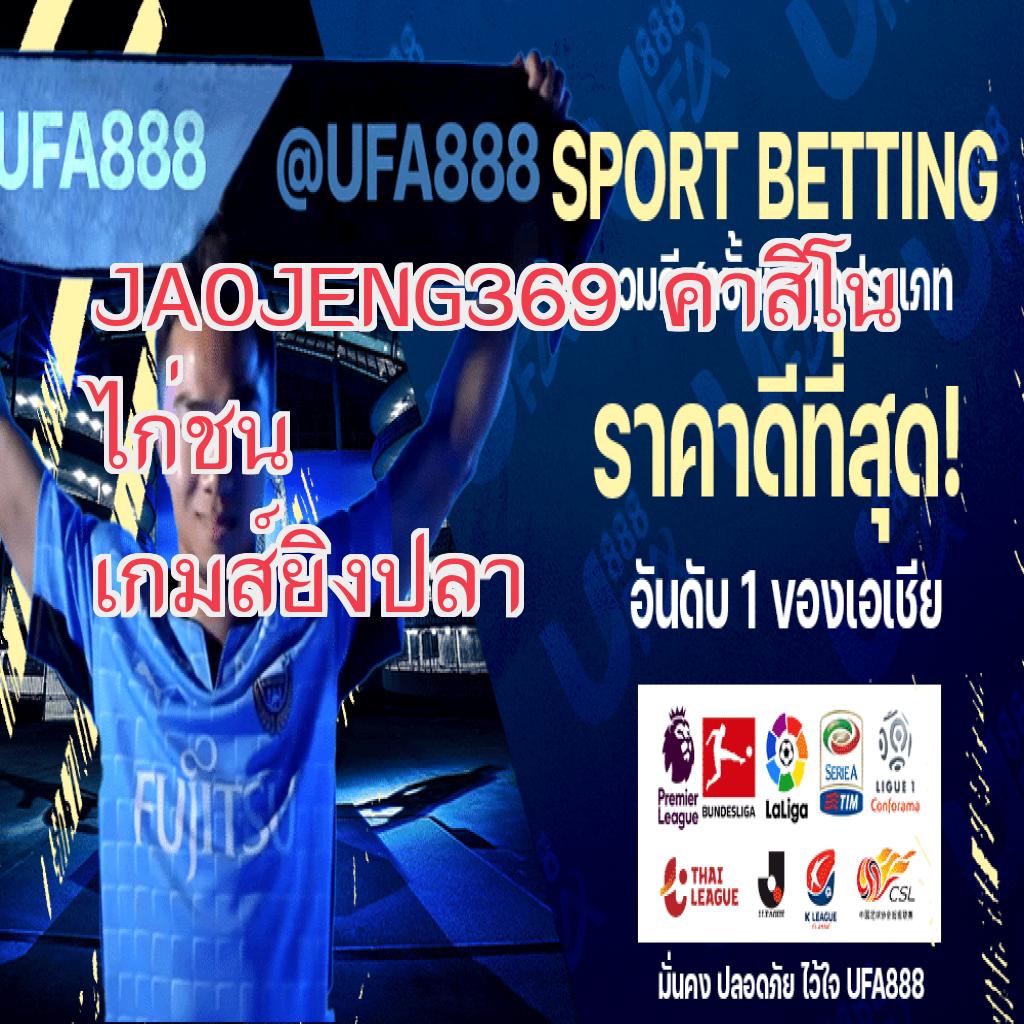 UFA888
@UFA888
SPORT BETTING
JAOJENG369 คาสิโน
ไก่ชน
เกมส์ยิงปลา
ราคาดีที่สุด!
อันดับ 1 ของเอเชีย
Premier League
BUNDESLIGA
LaLiga
SERIE A
TIM
LIGUE 1
Conforama
THAI LEAGUE
J.LEAGUE
K LEAGUE
CSL
มั่นคง ปลอดภัย ไว้ใจ UFA888
FUJITSU